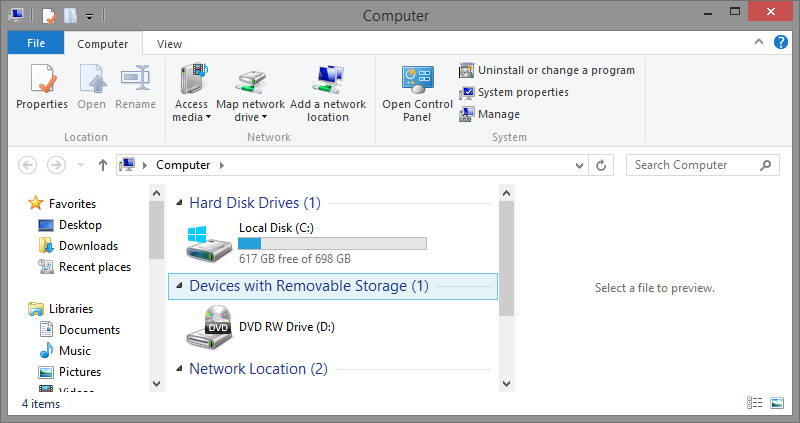 Computer
File
Computer
View
Properties
Open
Rename
Location
Access media
Map network drive
Add a network location
Network
Open Control Panel
Uninstall or change a program
System properties
Manage
System
Computer
Search Computer
Favorites
Desktop
Downloads
Recent places
Libraries
Documents
Music
Pictures
Videos
Hard Disk Drives (1)
Local Disk (C:)
617 GB free of 698 GB
Devices with Removable Storage (1)
DVD
DVD RW Drive (D:)
Network Location (2)
Select a file to preview.
4 items